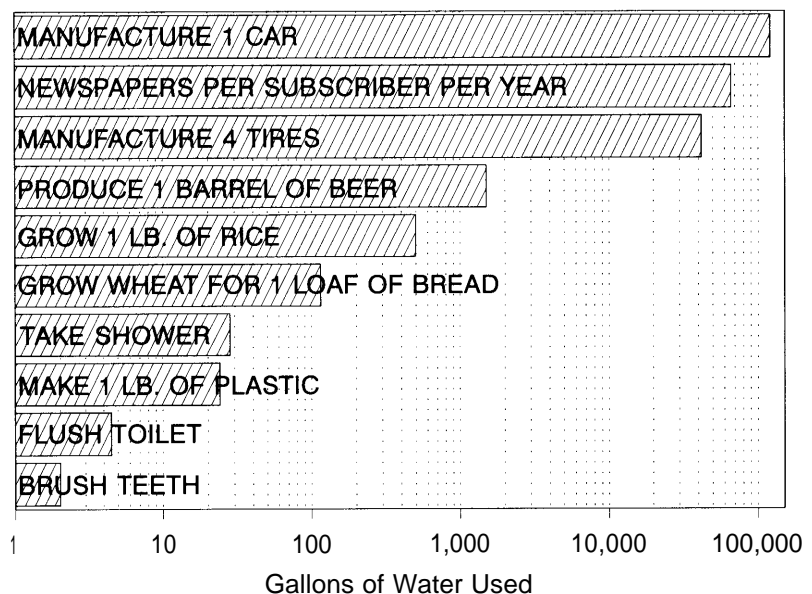 MANUFACTURE 1 CAR
NEWSPAPERS PER SUBSCRIBER PER YEAR
MANUFACTURE 4 TIRES
PRODUCE 1 BARREL OF BEER
GROW 1 LB. OF RICE
GROW WHEAT FOR 1 LOAF OF BREAD
TAKE SHOWER
MAKE 1 LB. OF PLASTIC
FLUSH TOILET
BRUSH TEETH
1 10 100 1,000 10,000 100,000
Gallons of Water Used